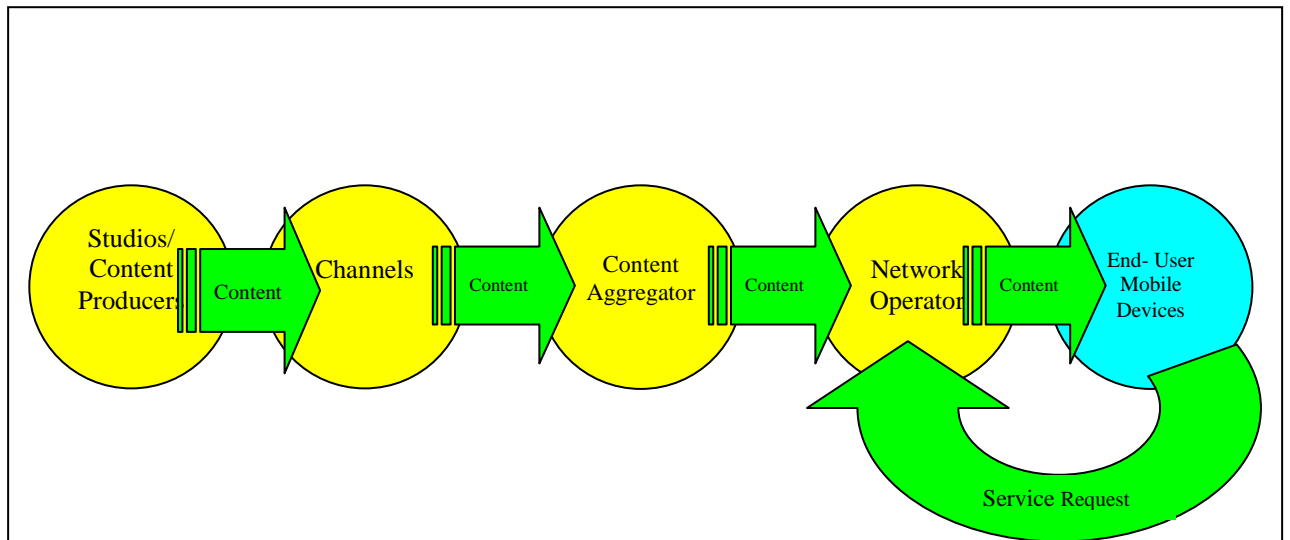 Studios/
Content
Producers
Content
Channels
Content
Content
Aggregator
Content
Network
Operator
Content
End- User
Mobile
Devices
Service Request